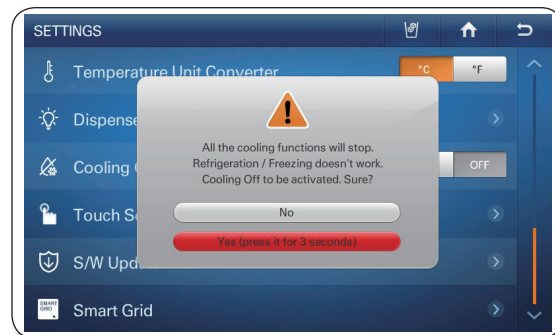 SETTINGS
Temperature Unit Converter
°C
°F
Dispense
All the cooling functions will stop.
Refrigeration / Freezing doesn't work.
Cooling Off to be activated. Sure?
Cooling
OFF
No
Touch S
Yes (press it for 3 seconds)
S/W Upd
SMART
GRID
Smart Grid